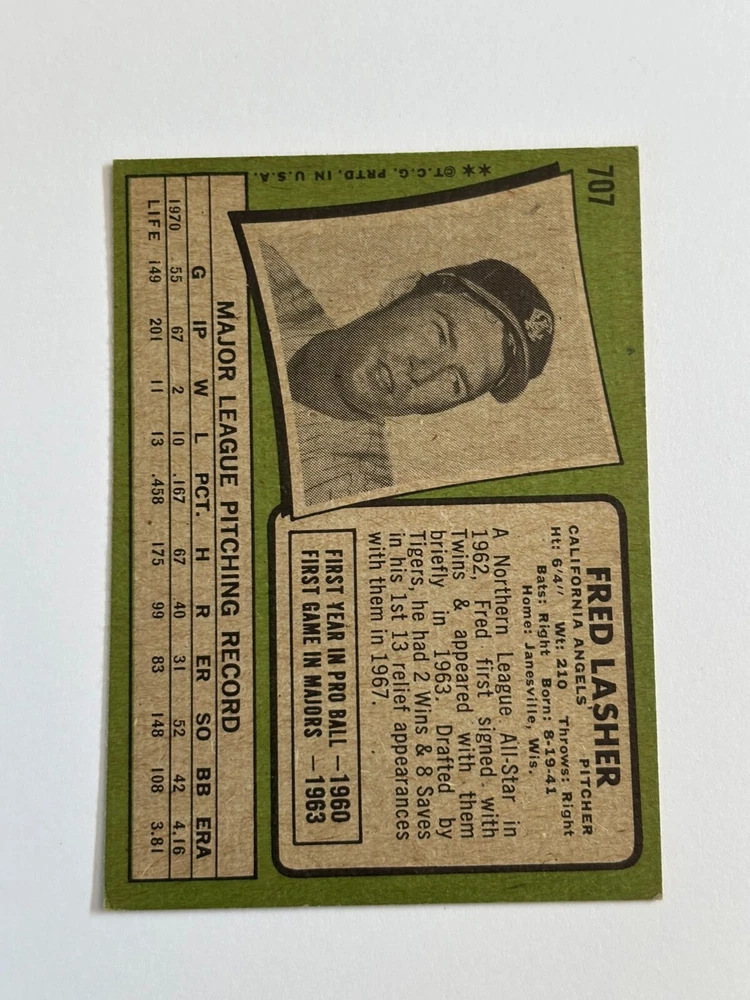 707
**©T.C.G. PRTD. IN U.S.A.
FRED LASHER
CALIFORNIA ANGELS PITCHER
Ht: 6'4" Wt: 210 Throws: Right
Bats: Right Born: 8-19-41
Home: Janesville, Wis.
A Northern League All-Star in
1962, Fred first signed with
Twins & appeared with them
briefly in 1963. Drafted by
Tigers, he had 2 Wins & 8 Saves
in his 1st 13 relief appearances
with them in 1967.
FIRST YEAR IN PRO BALL —1960
FIRST GAME IN MAJORS —1963
MAJOR LEAGUE PITCHING RECORD
G IP W L PCT. H R ER SO BB ERA
1970 55 67 2 10 .167 67 40 31 52 42 4.16
LIFE 149 201 11 13 .458 175 99 83 148 108 3.81